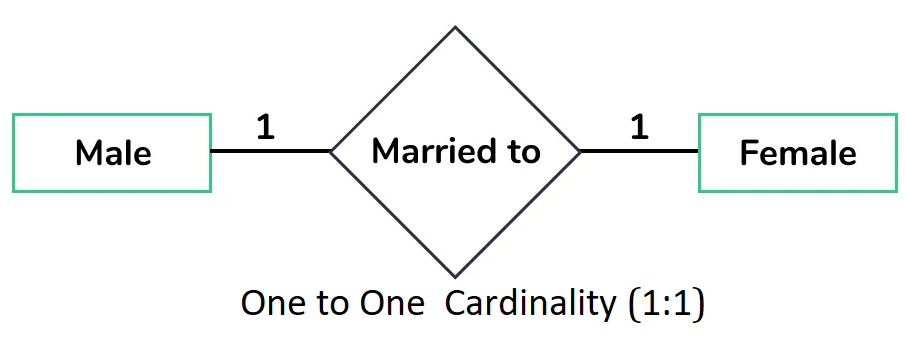 1 1
Male Married to Female
One to One Cardinality (1:1)